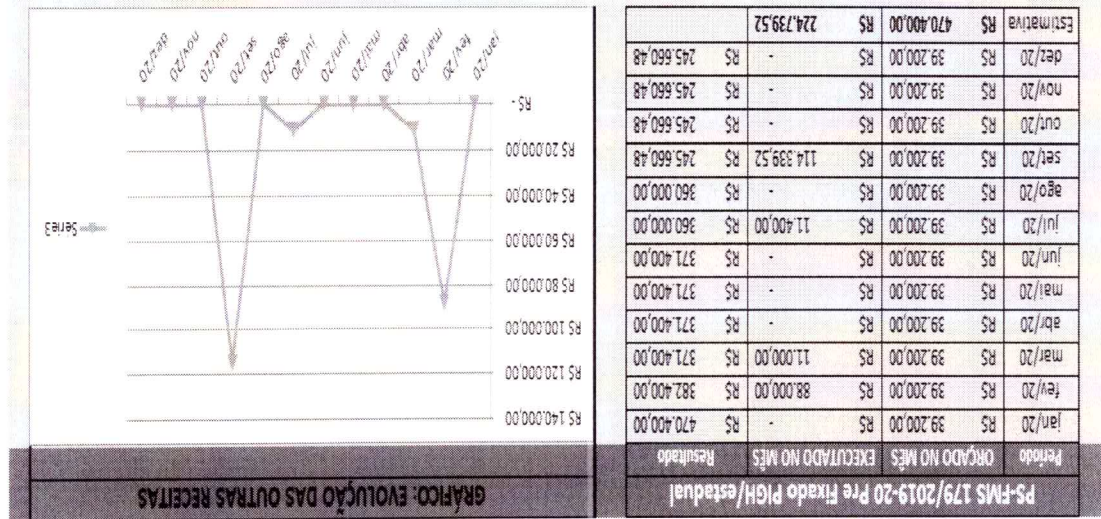 PS-FMS 179/2019-20 Pre Fixado PIGH/estadual
Período ORÇADO NO MÊS EXECUTADO NO MÊS Resultado
jan/20 R$ 39.200,00 R$ - R$ 470.400,00
fev/20 R$ 39.200,00 R$ 88.000,00 R$ 382.400,00
mar/20 R$ 39.200,00 R$ 11.000,00 R$ 371.400,00
abr/20 R$ 39.200,00 R$ - R$ 371.400,00
mai/20 R$ 39.200,00 R$ - R$ 371.400,00
jun/20 R$ 39.200,00 R$ - R$ 371.400,00
jul/20 R$ 39.200,00 R$ 11.400,00 R$ 360.000,00
ago/20 R$ 39.200,00 R$ - R$ 360.000,00
set/20 R$ 39.200,00 R$ 114.339,52 R$ 245.660,48
out/20 R$ 39.200,00 R$ - R$ 245.660,48
nov/20 R$ 39.200,00 R$ - R$ 245.660,48
dez/20 R$ 39.200,00 R$ - R$ 245.660,48
Estimativa R$ 470.400,00 R$ 224.739,52
GRÁFICO: EVOLUÇÃO DAS OUTRAS RECEITAS
R$ 140.000,00
R$ 120.000,00
R$ 100.000,00
R$ 80.000,00
R$ 60.000,00
R$ 40.000,00
R$ 20.000,00
R$ -
jan/20 fev/20 mar/20 abr/20 mai/20 jun/20 jul/20 ago/20 set/20 out/20 nov/20 dez/20
Série3